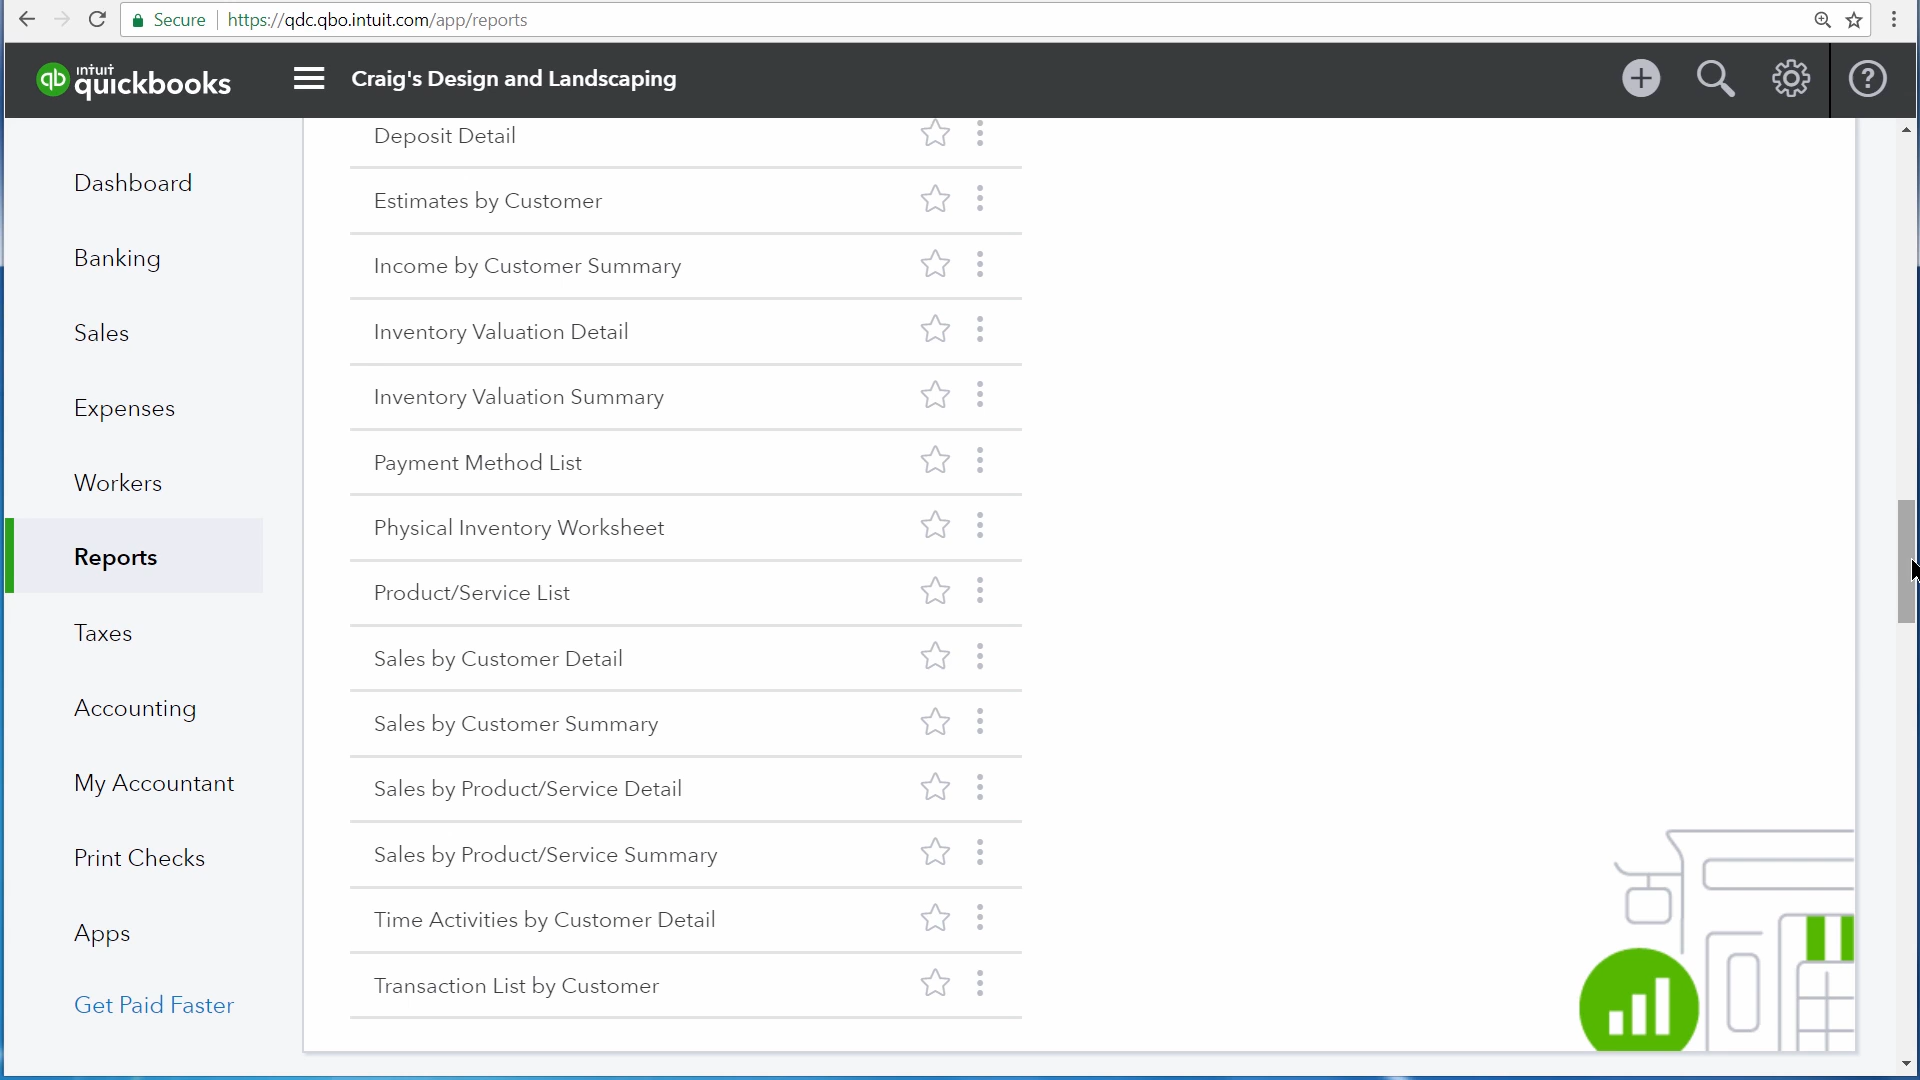 Secure
https://qdc.qbo.intuit.com/app/reports
qb intuit quickbooks
Craig's Design and Landscaping
?
Dashboard
Banking
Sales
Expenses
Workers
Reports
Taxes
Accounting
My Accountant
Print Checks
Apps
Get Paid Faster
Deposit Detail
Estimates by Customer
Income by Customer Summary
Inventory Valuation Detail
Inventory Valuation Summary
Payment Method List
Physical Inventory Worksheet
Product/Service List
Sales by Customer Detail
Sales by Customer Summary
Sales by Product/Service Detail
Sales by Product/Service Summary
Time Activities by Customer Detail
Transaction List by Customer